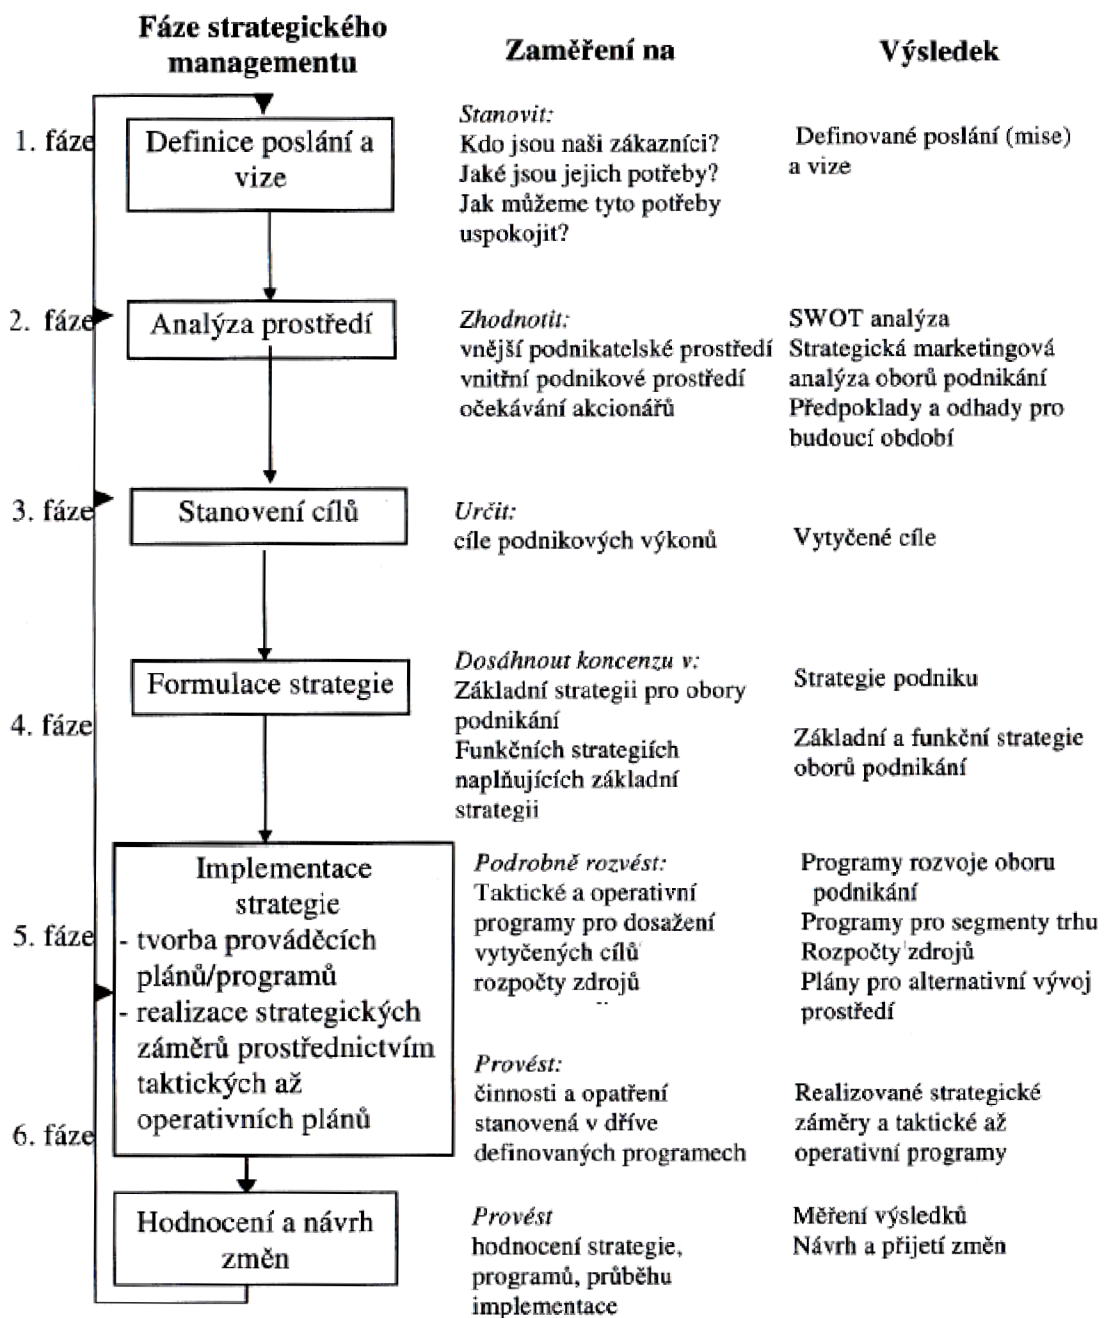 Fáze strategického
managementu
Zaměření na
Výsledek
1. fáze
Definice poslání a
vize
Stanovit:
Kdo jsou naši zákazníci?
Jaké jsou jejich potřeby?
Jak můžeme tyto potřeby
uspokojit?
Definované poslání (mise)
a vize
2. fáze
Analýza prostředí
Zhodnotit:
vnější podnikatelské prostředí
vnitřní podnikové prostředí
očekávání akcionářů
SWOT analýza
Strategická marketingová
analýza oborů podnikání
Předpoklady a odhady pro
budoucí období
3. fáze
Stanovení cílů
Určit:
cíle podnikových výkonů
Vytyčené cíle
4. fáze
Formulace strategie
Dosáhnout koncenzu v:
Základní strategii pro obory
podnikání
Funkčních strategiích
naplňujících základní
strategii
Strategie podniku
Základní a funkční strategie
oborů podnikání
5. fáze
Implementace
strategie
- tvorba prováděcích
plánů/programů
- realizace strategických
záměrů prostřednictvím
taktických až
operativních plánů
Podrobně rozvést:
Taktické a operativní
programy pro dosažení
vytyčených cílů
rozpočty zdrojů
Programy rozvoje oboru
podnikání
Programy pro segmenty trhu
Rozpočty zdrojů
Plány pro alternativní vývoj
prostředí
6. fáze
Provést:
činnosti a opatření
stanovená v dříve
definovaných programech
Realizované strategické
záměry a taktické až
operativní programy
Hodnocení a návrh
změn
Provést
hodnocení strategie,
programů, průběhu
implementace
Měření výsledků
Návrh a přijetí změn